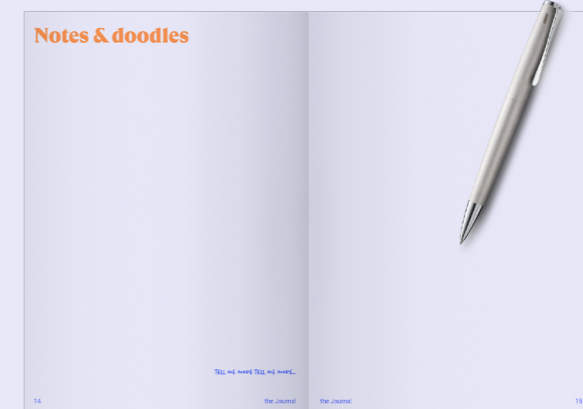 Notes & doodles
TELL ME MORE TELL ME MORE...
14
the Journal
the Journal
15